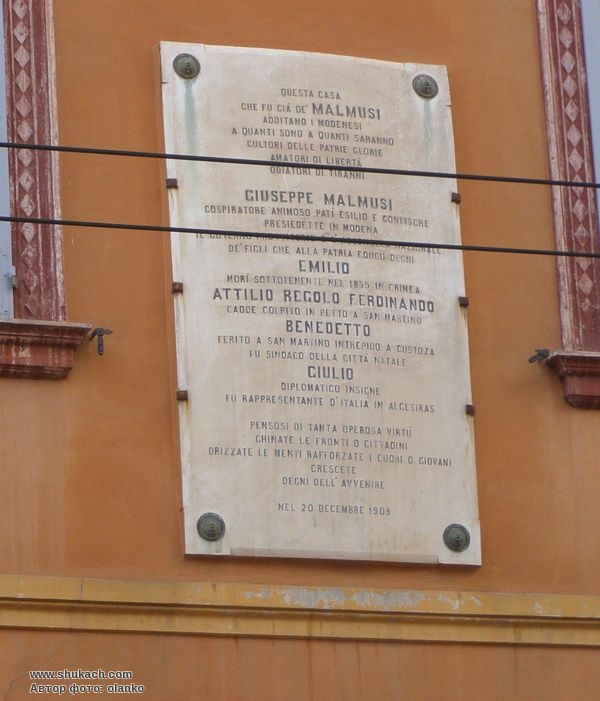 QUESTA CASA
CHE FU GIÀ DE' MALMUSI
ADDITANO I MODENESI
A QUANTI SONO A QUANTI SARANNO
CULTORI DELLE PATRIE GLORIE
AMATORI DI LIBERTÀ
ODIATORI DI TIRANNI
GIUSEPPE MALMUSI
COSPIRATORE ANIMOSO PATÌ ESILIO E CONFISCHE
PRESIEDETTE IN MODENA
IL GOVERNO
DE' FIGLI CHE ALLA PATRIA EDUCÒ DEGNI
EMILIO
MORÌ SOTTOTENENTE NEL 1855 IN CRIMEA
ATTILIO REGOLO FERDINANDO
CADDE COLPITO IN PETTO A SAN MARTINO
BENEDETTO
FERITO A SAN MARTINO INTREPIDO A CUSTOZA
FU SINDACO DELLA CITTÀ NATALE
GIULIO
DIPLOMATICO INSIGNE
FU RAPPRESENTANTE D'ITALIA IN ALGESIRAS
PENSOSI DI TANTA OPEROSA VIRTÙ
CHINATE LE FRONTI O CITTADINI
DRIZZATE LE MENTI RAFFORZATE I CUORI O GIOVANI
CRESCETE
DEGNI DELL'AVVENIRE
NEL 20 DECEMBRE 1909
www.shukach.com
Автор фото: olanko